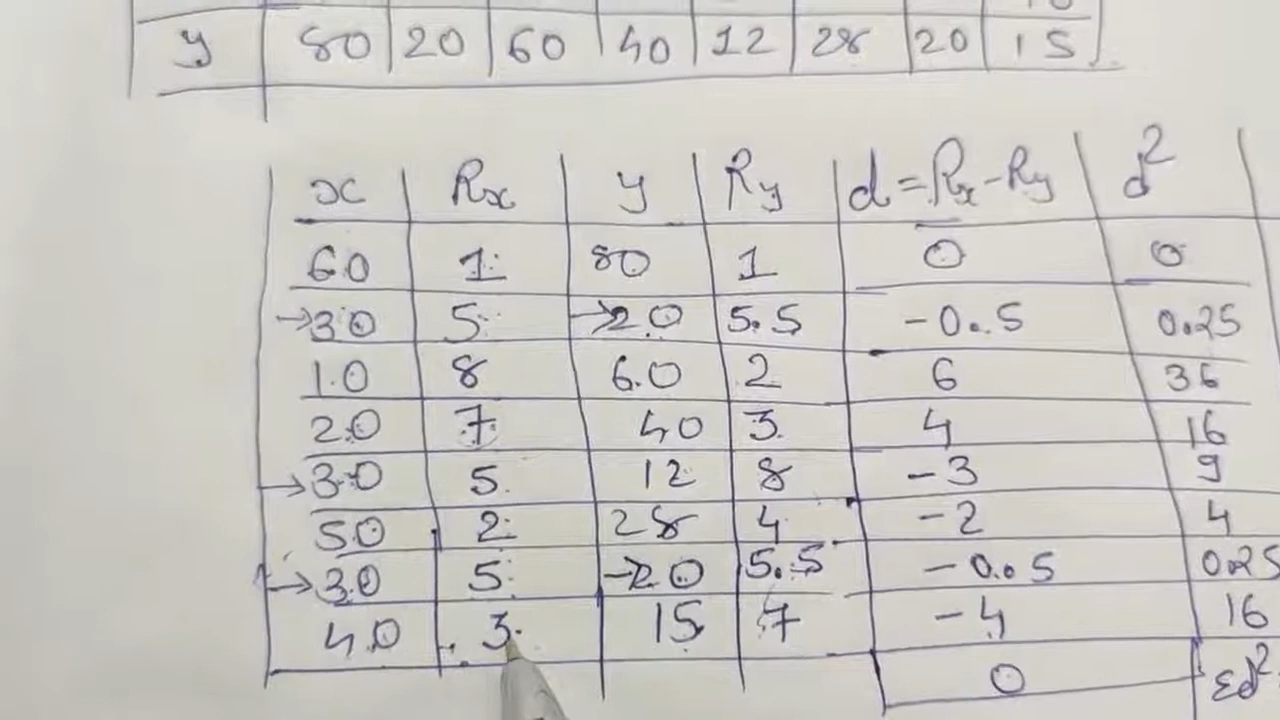 y 80 20 60 40 12 28 20 15
x Rx y Ry d=Rx-Ry d²
60 1 80 1 0 0
→30 5 →20 5.5 -0.5 0.25
10 8 60 2 6 36
20 7 40 3 4 16
→30 5 12 8 -3 9
50 2 28 4 -2 4
→30 5 →20 5.5 -0.5 0.25
40 3 15 7 -4 16
0 Σd²